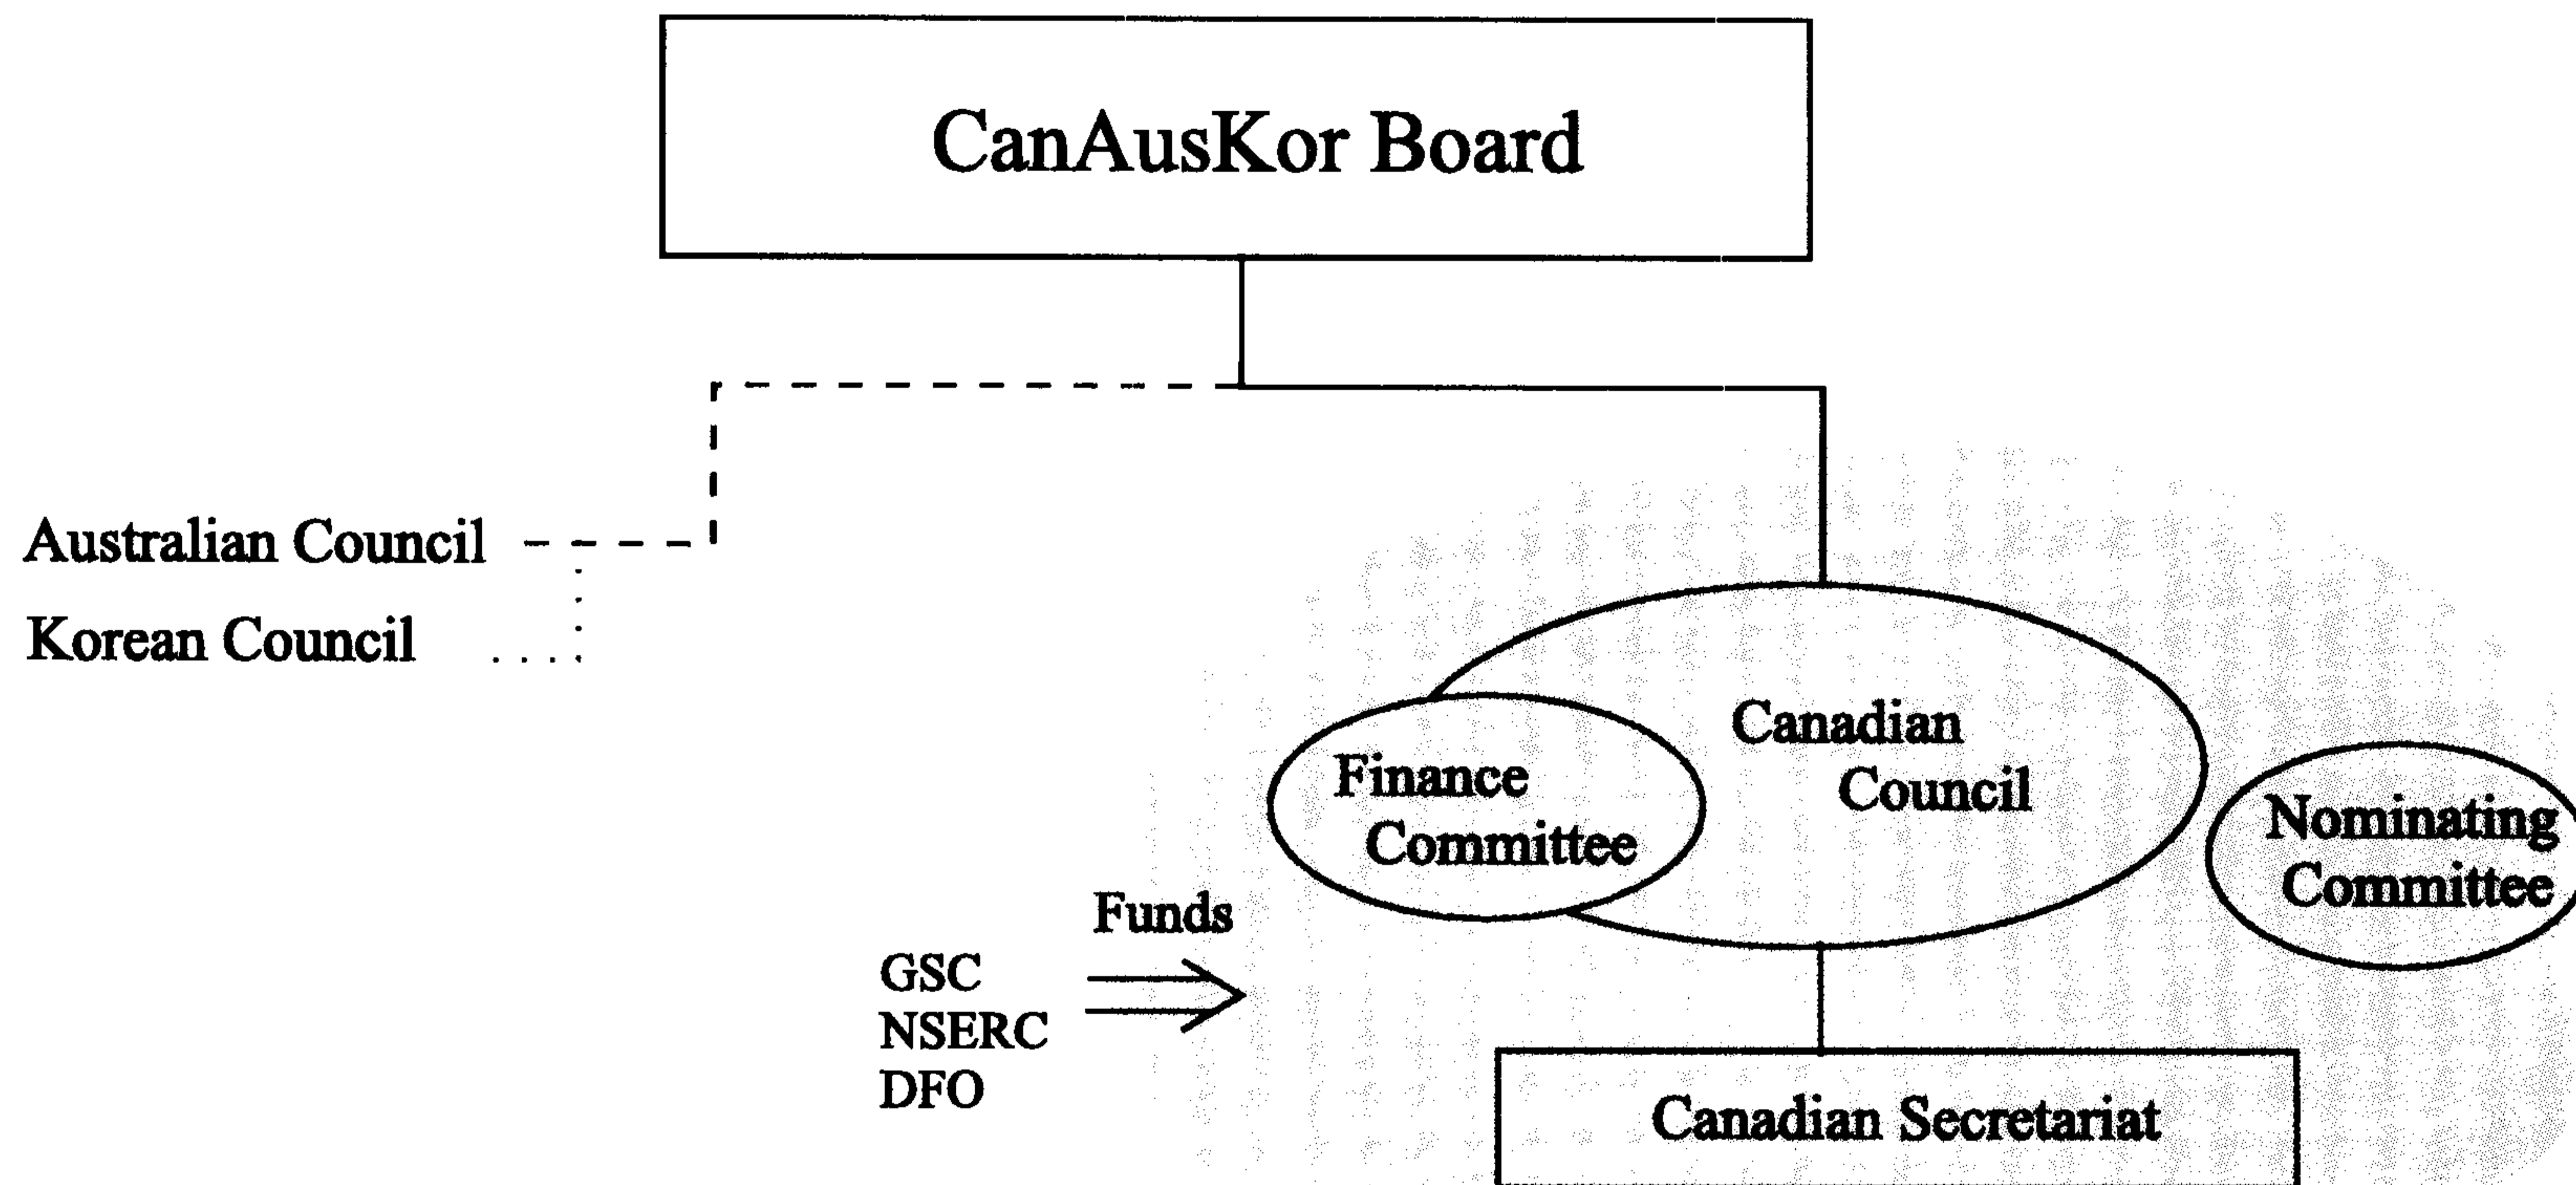 CanAusKor Board
Australian Council
Korean Council
Canadian
Council
Finance
Committee
Nominating
Committee
Funds
GSC
NSERC
DFO
Canadian Secretariat